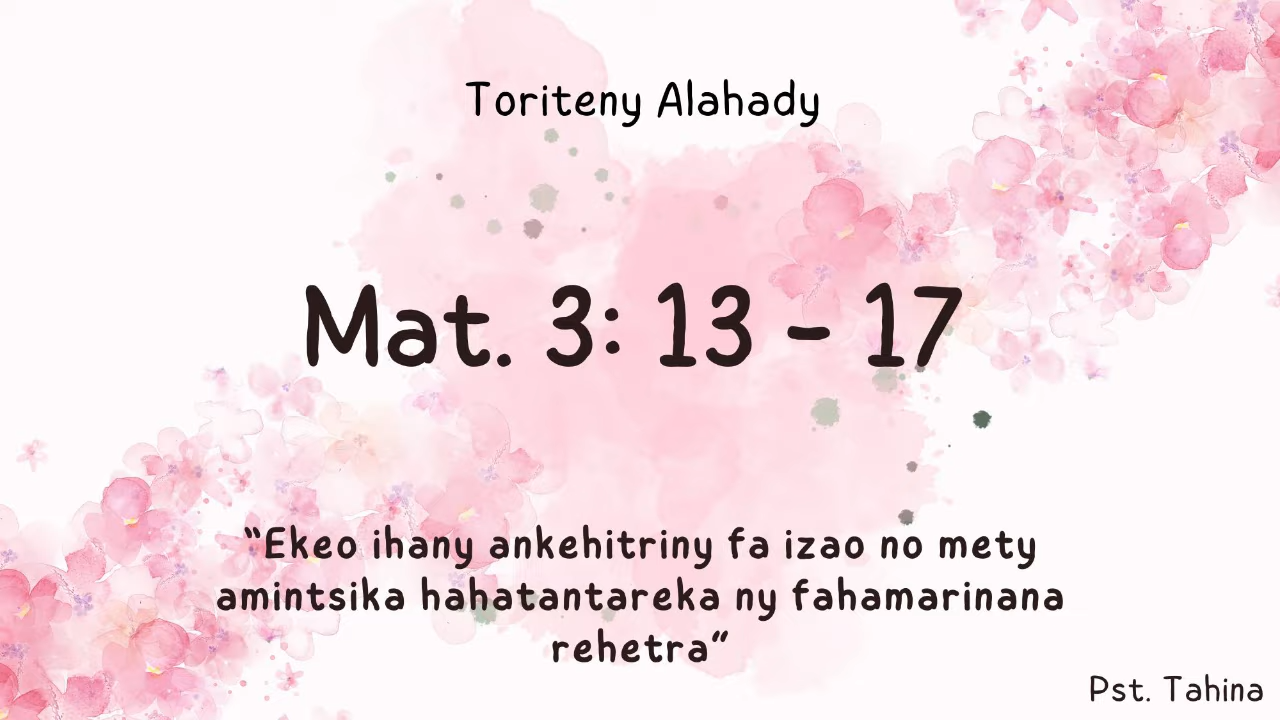 Toriteny Alahady
Mat. 3: 13 - 17
“Ekeo ihany ankehitriny fa izao no mety
amintsika hahatantareka ny fahamarinana
rehetra”
Pst. Tahina